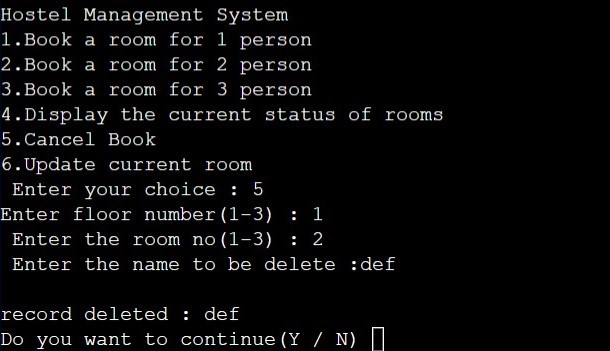 Hostel Management System
1.Book a room for 1 person
2.Book a room for 2 person
3.Book a room for 3 person
4.Display the current status of rooms
5.Cancel Book
6.Update current room
Enter your choice : 5
Enter floor number(1-3) : 1
Enter the room no(1-3) : 2
Enter the name to be delete :def
record deleted : def
Do you want to continue(Y / N)